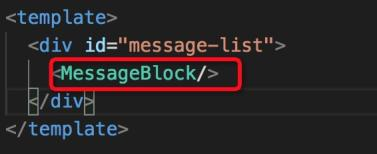 <template>
<div id="message-list">
<MessageBlock/>
</div>
</template>